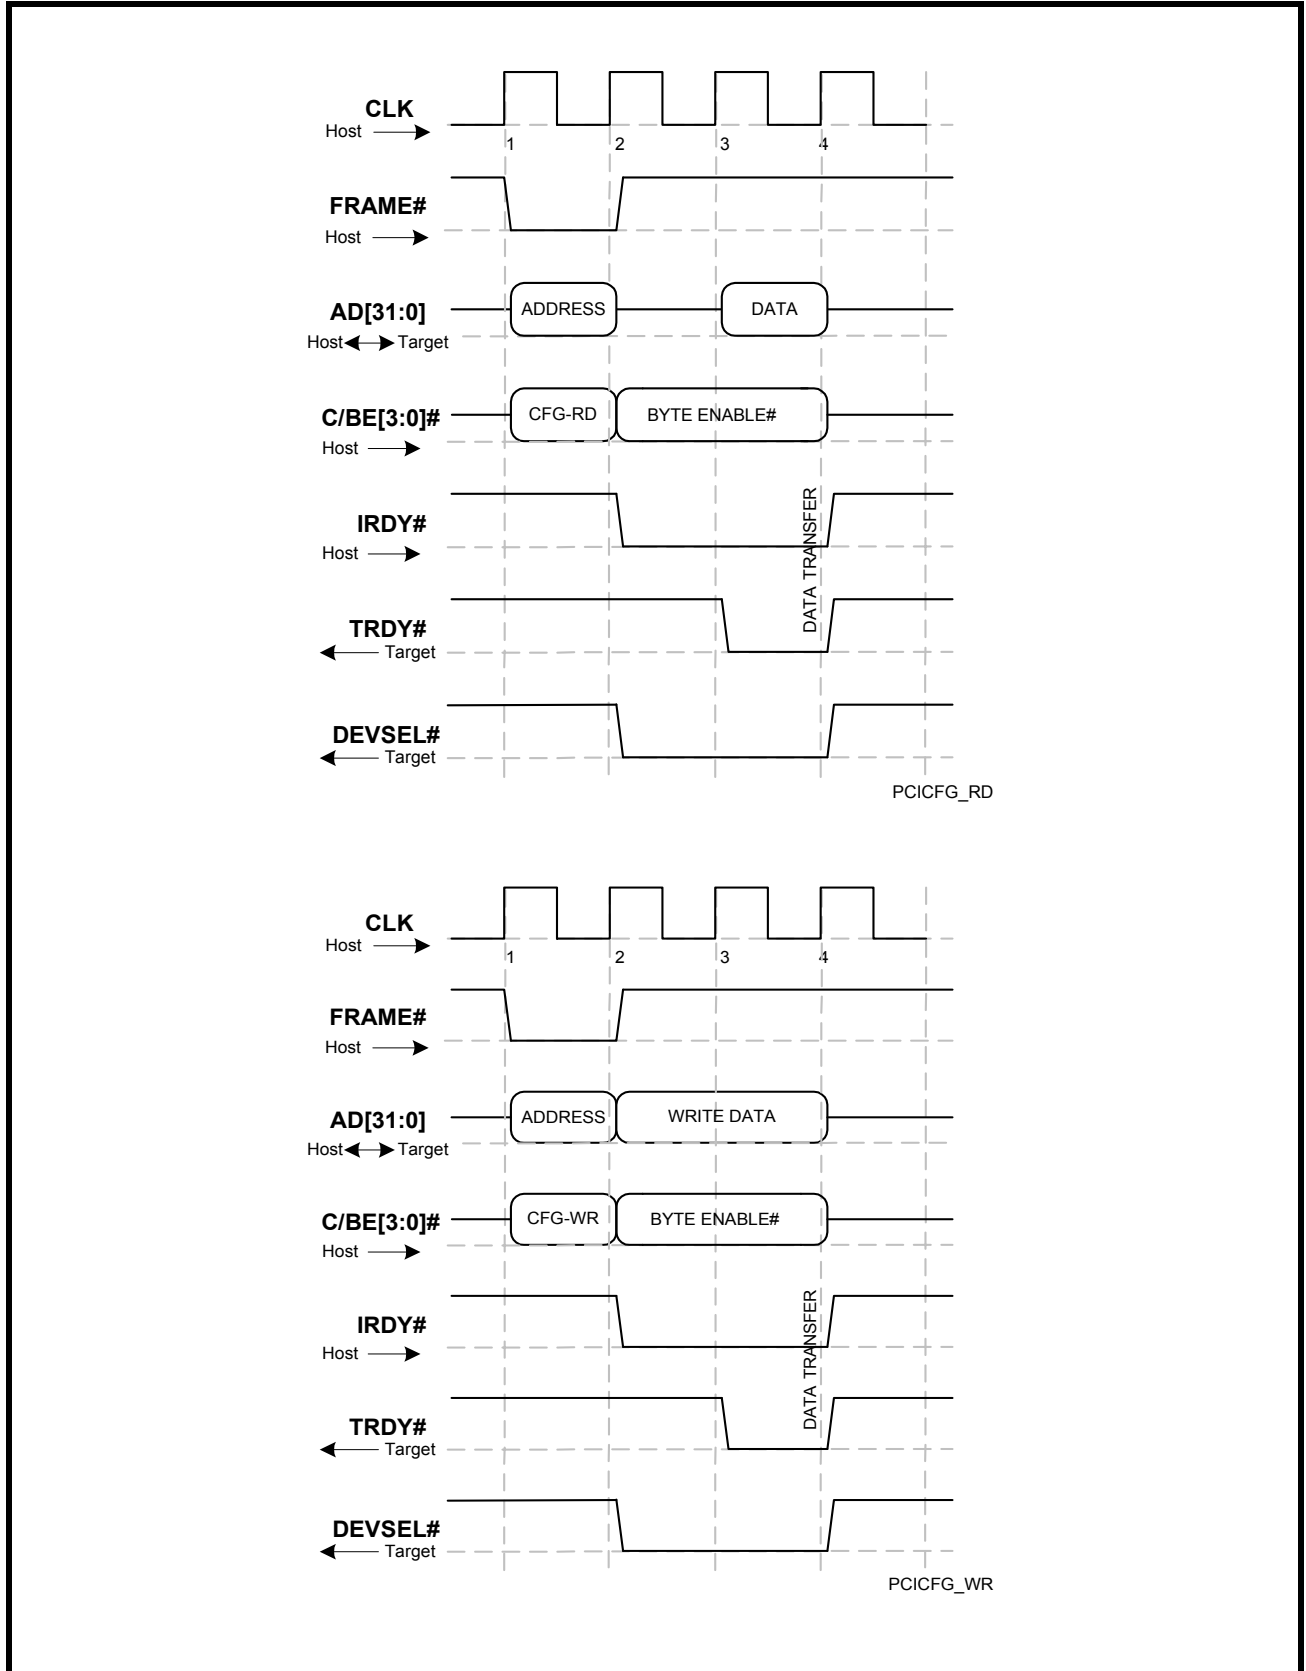 CLK
Host
1 2 3 4
FRAME#
Host
AD[31:0]
ADDRESS DATA
Host Target
C/BE[3:0]#
CFG-RD BYTE ENABLE#
Host
IRDY#
Host
DATA TRANSFER
TRDY#
Target
DEVSEL#
Target
PCICFG_RD
CLK
Host
1 2 3 4
FRAME#
Host
AD[31:0]
ADDRESS WRITE DATA
Host Target
C/BE[3:0]#
CFG-WR BYTE ENABLE#
Host
IRDY#
Host
DATA TRANSFER
TRDY#
Target
DEVSEL#
Target
PCICFG_WR